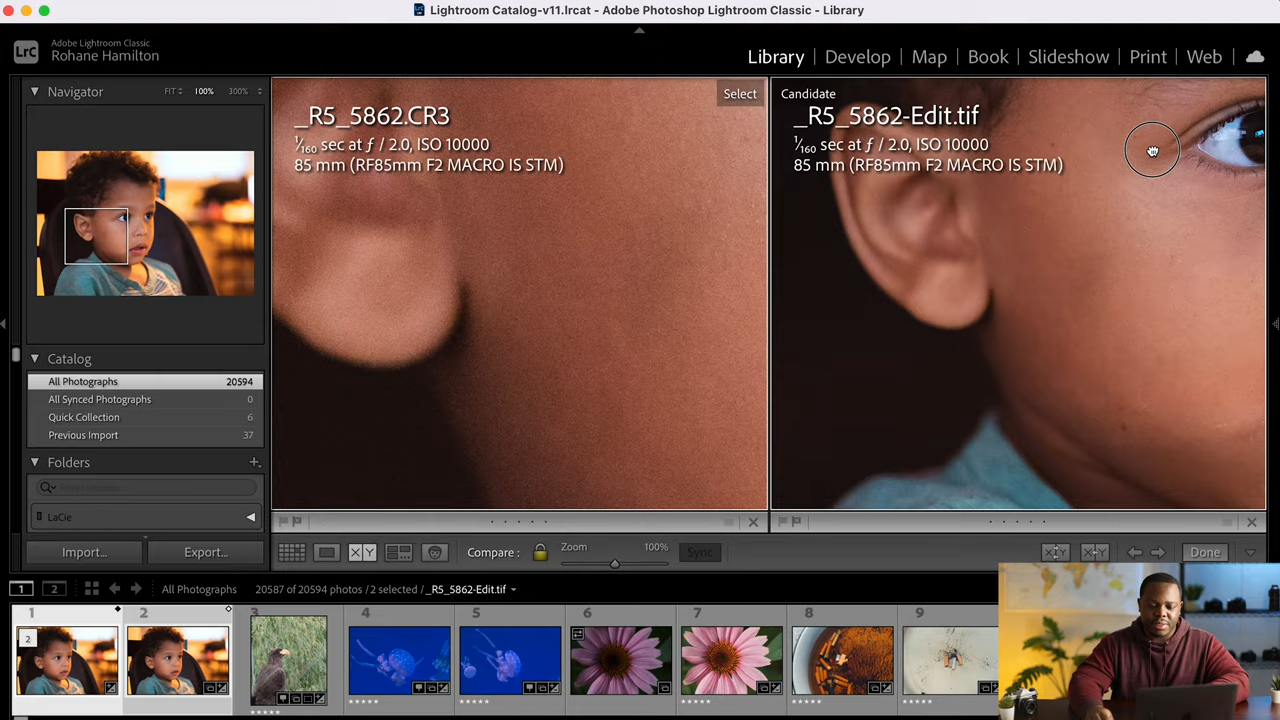 Lightroom Catalog-v11.lrcat - Adobe Photoshop Lightroom Classic - Library
LrC
Adobe Lightroom Classic
Rohane Hamilton
Library | Develop | Map | Book | Slideshow | Print | Web
Navigator
FIT
100%
300%
Catalog
All Photographs 20594
All Synced Photographs 0
Quick Collection 6
Previous Import 37
Folders
LaCie
Import...
Export...
Select
_R5_5862.CR3
1/160 sec at ƒ / 2.0, ISO 10000
85 mm (RF85mm F2 MACRO IS STM)
Candidate
_R5_5862-Edit.tif
1/160 sec at ƒ / 2.0, ISO 10000
85 mm (RF85mm F2 MACRO IS STM)
X Y
Compare :
Zoom
100%
Sync
Done
1
2
All Photographs
20587 of 20594 photos / 2 selected / _R5_5862-Edit.tif
1
2
3
4
5
6
7
8
9
2